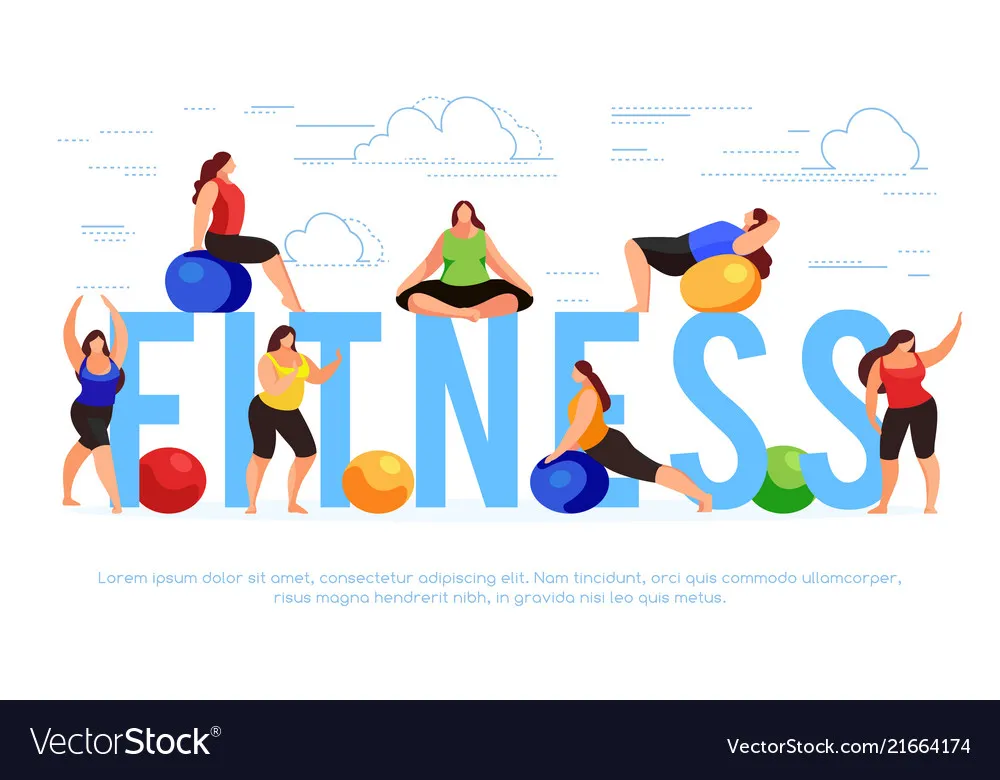 FITNESS
Lorem ipsum dolor sit amet, consectetur adipiscing elit. Nam tincidunt, orci quis commodo ullamcorper,
risus magna hendrerit nibh, in gravida nisi leo quis metus.
VectorStock®
VectorStock.com/21664174